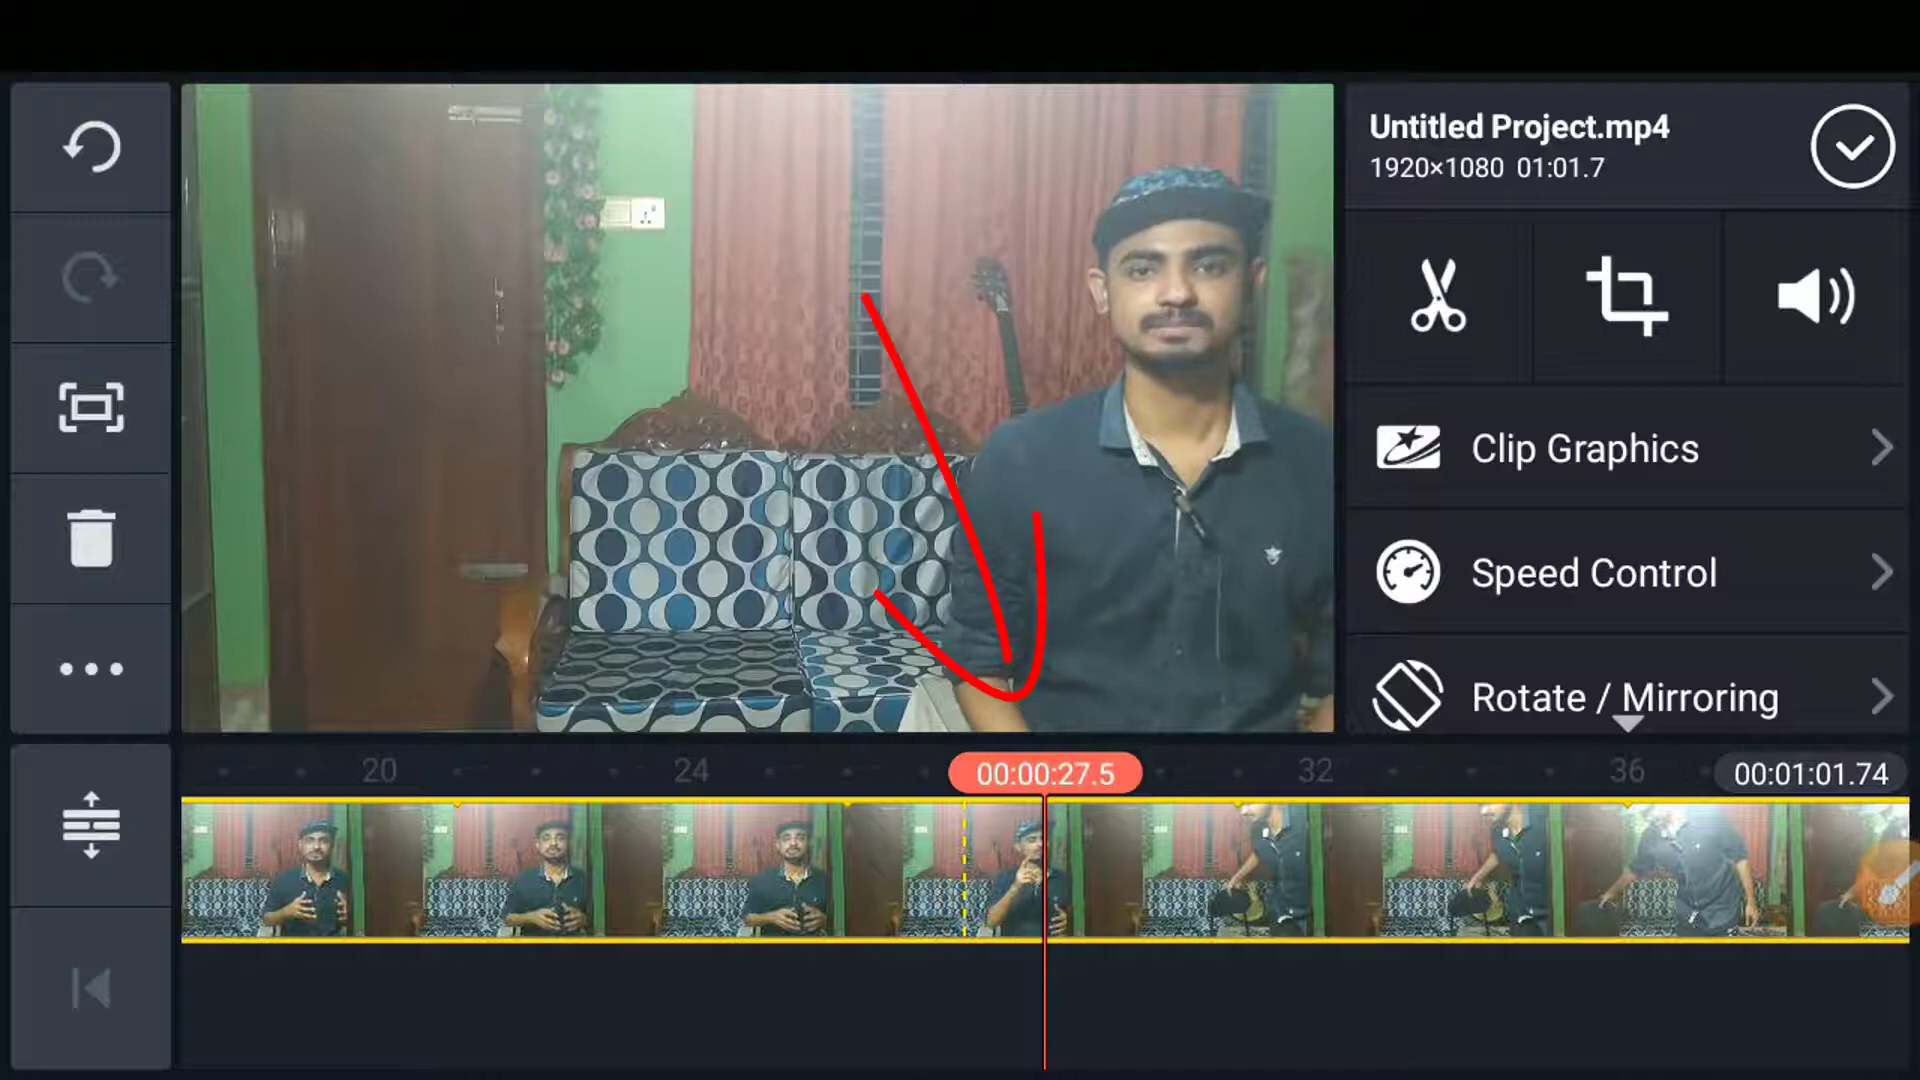 Untitled Project.mp4
1920×1080 01:01.7
Clip Graphics
Speed Control
Rotate / Mirroring
20
24
00:00:27.5
32
36
00:01:01.74